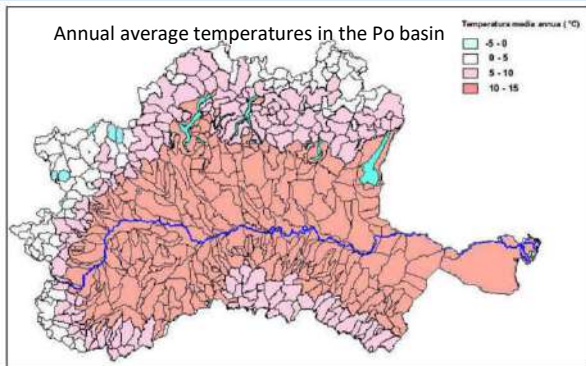 Annual average temperatures in the Po basin
Temperatura media annua ( °C)
-5 - 0
0 - 5
5 - 10
10 - 15